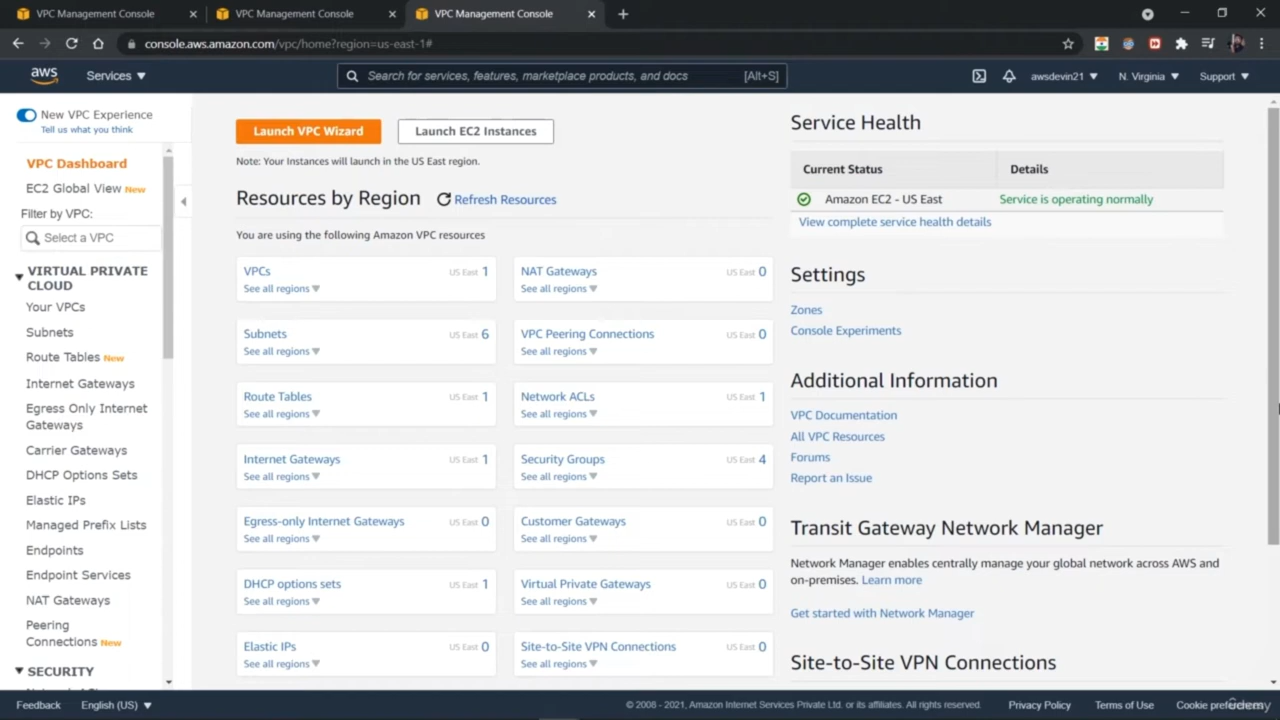 VPC Management Console
VPC Management Console
VPC Management Console
console.aws.amazon.com/vpc/home?region=us-east-1#
aws
Services
Search for services, features, marketplace products, and docs
[Alt+S]
awsdevin21
N. Virginia
Support
New VPC Experience
Tell us what you think
VPC Dashboard
EC2 Global View New
Filter by VPC:
Select a VPC
VIRTUAL PRIVATE
CLOUD
Your VPCs
Subnets
Route Tables New
Internet Gateways
Egress Only Internet
Gateways
Carrier Gateways
DHCP Options Sets
Elastic IPs
Managed Prefix Lists
Endpoints
Endpoint Services
NAT Gateways
Peering
Connections New
SECURITY
Launch VPC Wizard
Launch EC2 Instances
Note: Your Instances will launch in the US East region.
Resources by Region
Refresh Resources
You are using the following Amazon VPC resources
VPCs US East 1
See all regions
NAT Gateways US East 0
See all regions
Subnets US East 6
See all regions
VPC Peering Connections US East 0
See all regions
Route Tables US East 1
See all regions
Network ACLs US East 1
See all regions
Internet Gateways US East 1
See all regions
Security Groups US East 4
See all regions
Egress-only Internet Gateways US East 0
See all regions
Customer Gateways US East 0
See all regions
DHCP options sets US East 1
See all regions
Virtual Private Gateways US East 0
See all regions
Elastic IPs US East 0
See all regions
Site-to-Site VPN Connections US East 0
See all regions
Service Health
Current Status
Details
Amazon EC2 - US East
Service is operating normally
View complete service health details
Settings
Zones
Console Experiments
Additional Information
VPC Documentation
All VPC Resources
Forums
Report an Issue
Transit Gateway Network Manager
Network Manager enables centrally manage your global network across AWS and
on-premises. Learn more
Get started with Network Manager
Site-to-Site VPN Connections
Feedback
English (US)
© 2008 - 2021, Amazon Internet Services Private Ltd. or its affiliates. All rights reserved.
Privacy Policy
Terms of Use
Cookie preferences
Udemy